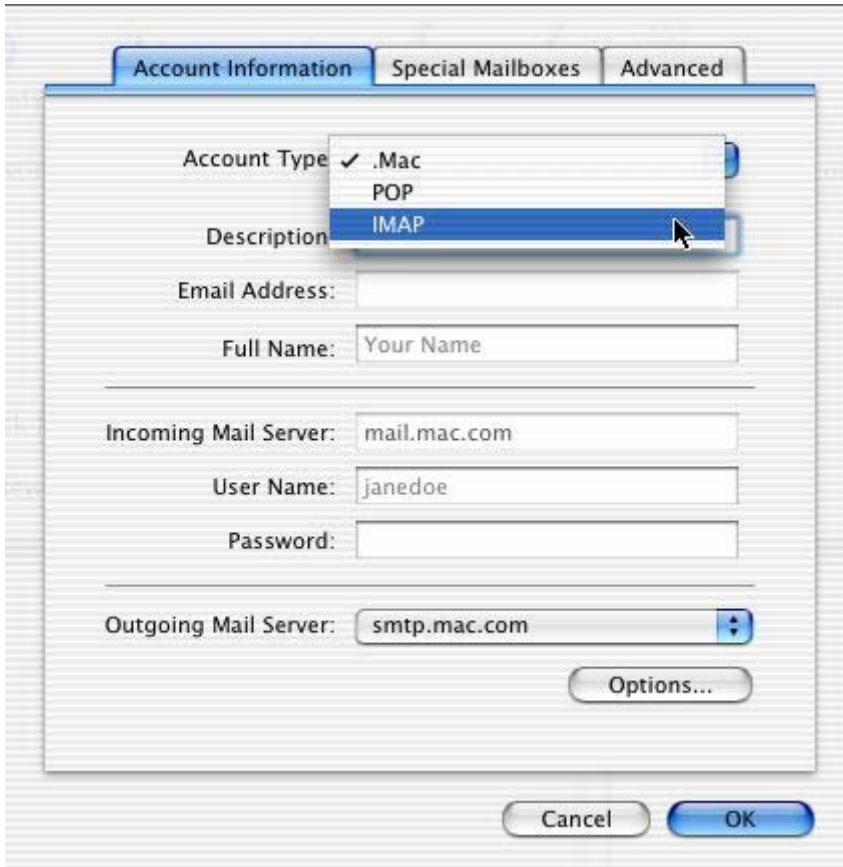 Account Information Special Mailboxes Advanced
Account Type ✓ .Mac
POP
IMAP
Description
Email Address:
Full Name: Your Name
Incoming Mail Server: mail.mac.com
User Name: janedoe
Password:
Outgoing Mail Server: smtp.mac.com
Options...
Cancel OK